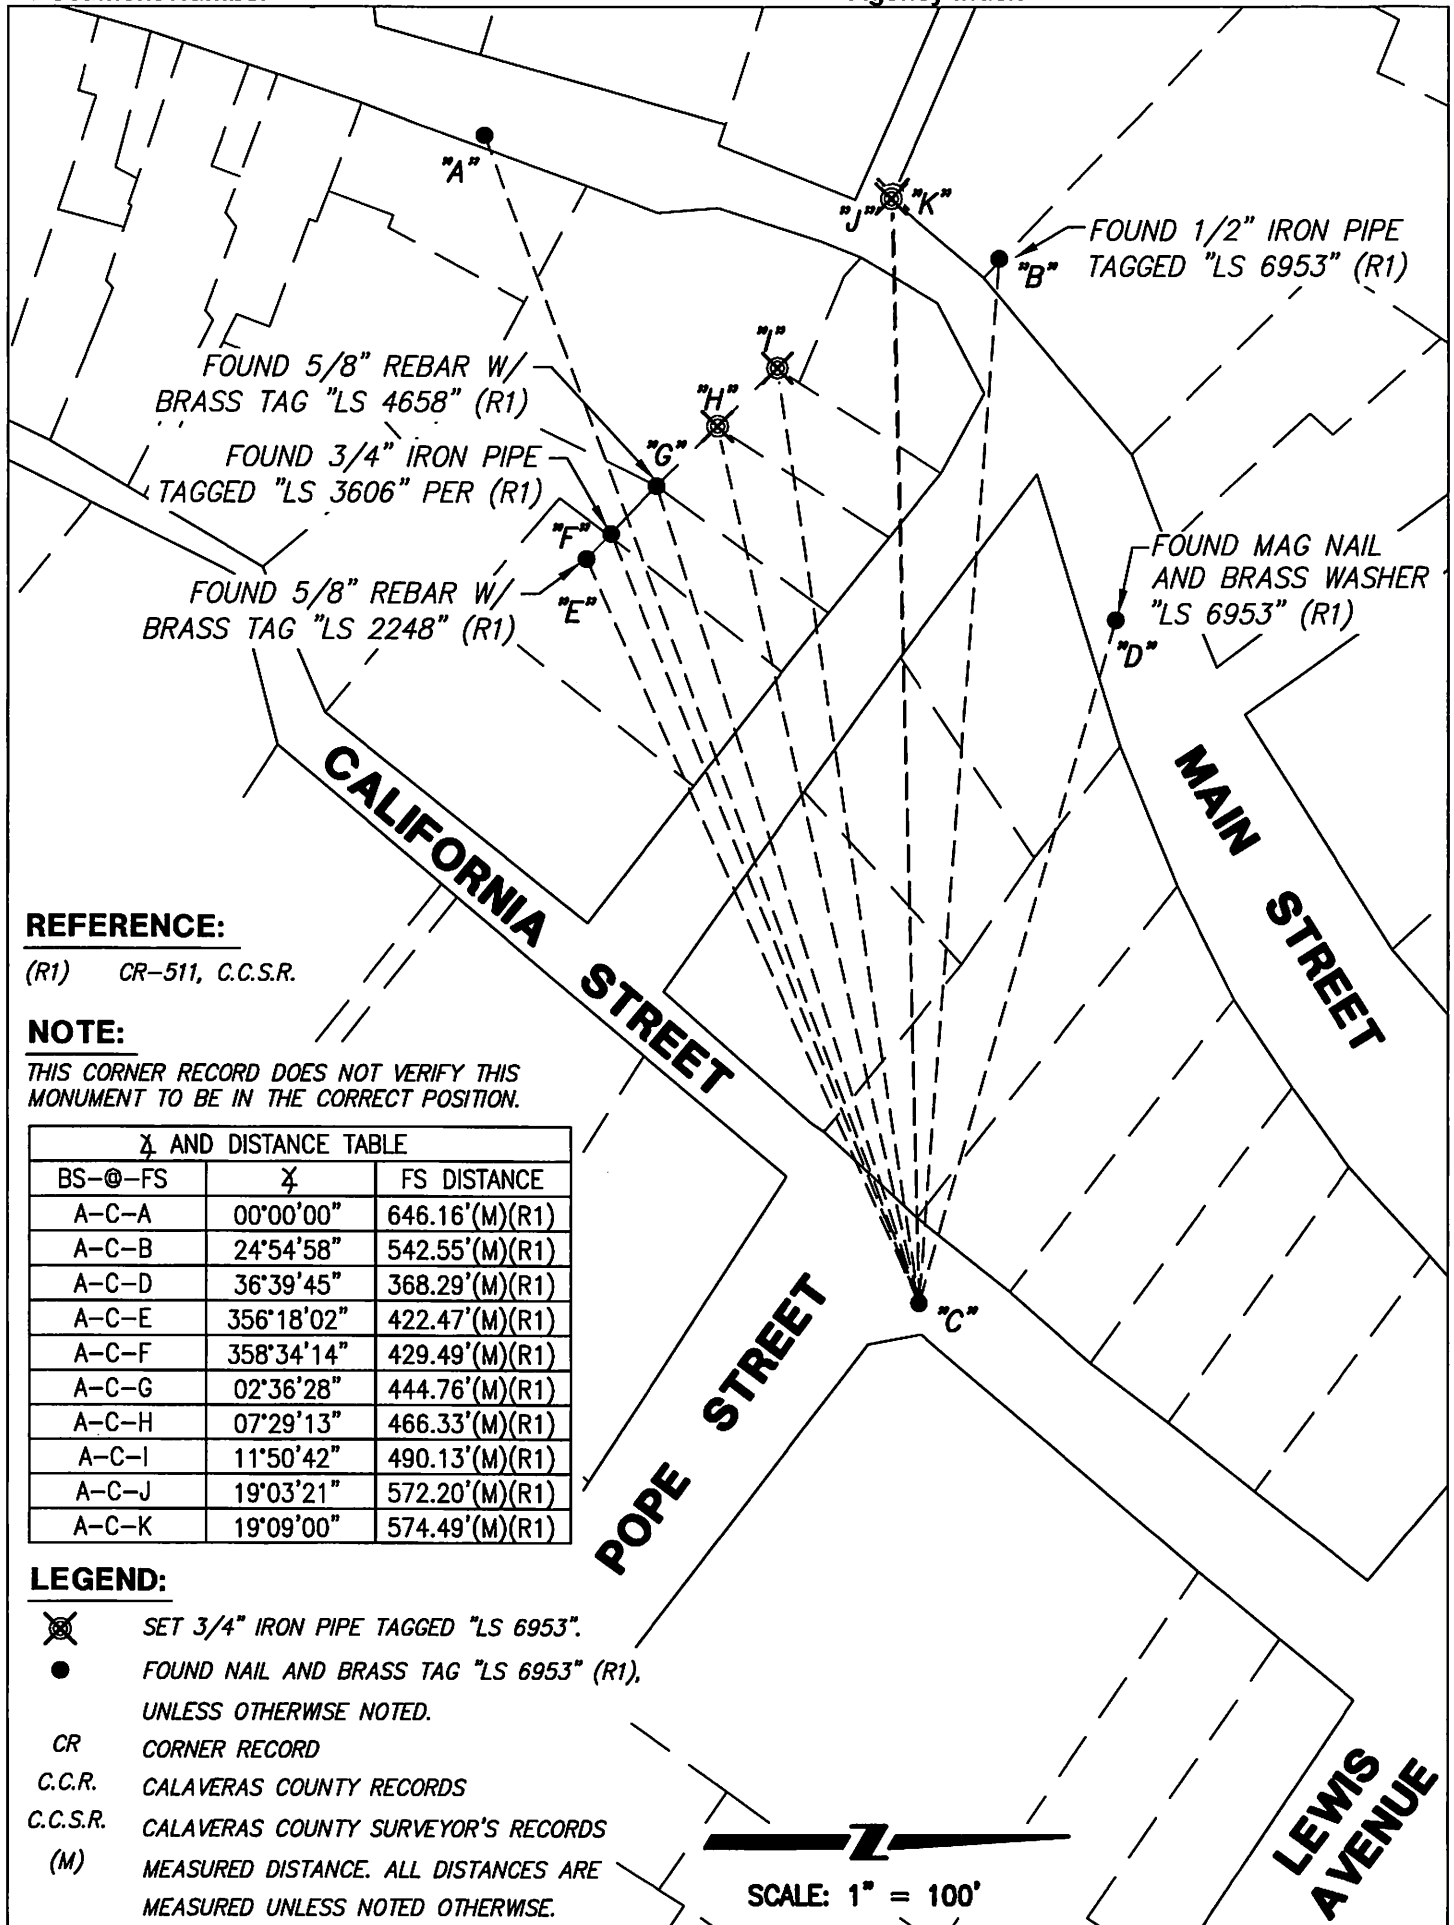 "A"
"J"
"K"
"B"
FOUND 1/2" IRON PIPE
TAGGED "LS 6953" (R1)
"I"
"H"
FOUND 5/8" REBAR W/
BRASS TAG "LS 4658" (R1)
"G"
FOUND 3/4" IRON PIPE
TAGGED "LS 3606" PER (R1)
"F"
FOUND 5/8" REBAR W/
BRASS TAG "LS 2248" (R1)
"E"
FOUND MAG NAIL
AND BRASS WASHER
"LS 6953" (R1)
"D"
CALIFORNIA STREET
MAIN STREET
REFERENCE:
(R1) CR-511, C.C.S.R.
NOTE:
THIS CORNER RECORD DOES NOT VERIFY THIS
MONUMENT TO BE IN THE CORRECT POSITION.
∡ AND DISTANCE TABLE
BS-@-FS ∡ FS DISTANCE
A-C-A 00°00'00" 646.16'(M)(R1)
A-C-B 24°54'58" 542.55'(M)(R1)
A-C-D 36°39'45" 368.29'(M)(R1)
A-C-E 356°18'02" 422.47'(M)(R1)
A-C-F 358°34'14" 429.49'(M)(R1)
A-C-G 02°36'28" 444.76'(M)(R1)
A-C-H 07°29'13" 466.33'(M)(R1)
A-C-I 11°50'42" 490.13'(M)(R1)
A-C-J 19°03'21" 572.20'(M)(R1)
A-C-K 19°09'00" 574.49'(M)(R1)
"C"
POPE STREET
LEGEND:
SET 3/4" IRON PIPE TAGGED "LS 6953".
FOUND NAIL AND BRASS TAG "LS 6953" (R1),
UNLESS OTHERWISE NOTED.
CR CORNER RECORD
C.C.R. CALAVERAS COUNTY RECORDS
C.C.S.R. CALAVERAS COUNTY SURVEYOR'S RECORDS
(M) MEASURED DISTANCE. ALL DISTANCES ARE
MEASURED UNLESS NOTED OTHERWISE.
N
SCALE: 1" = 100'
LEWIS
AVENUE